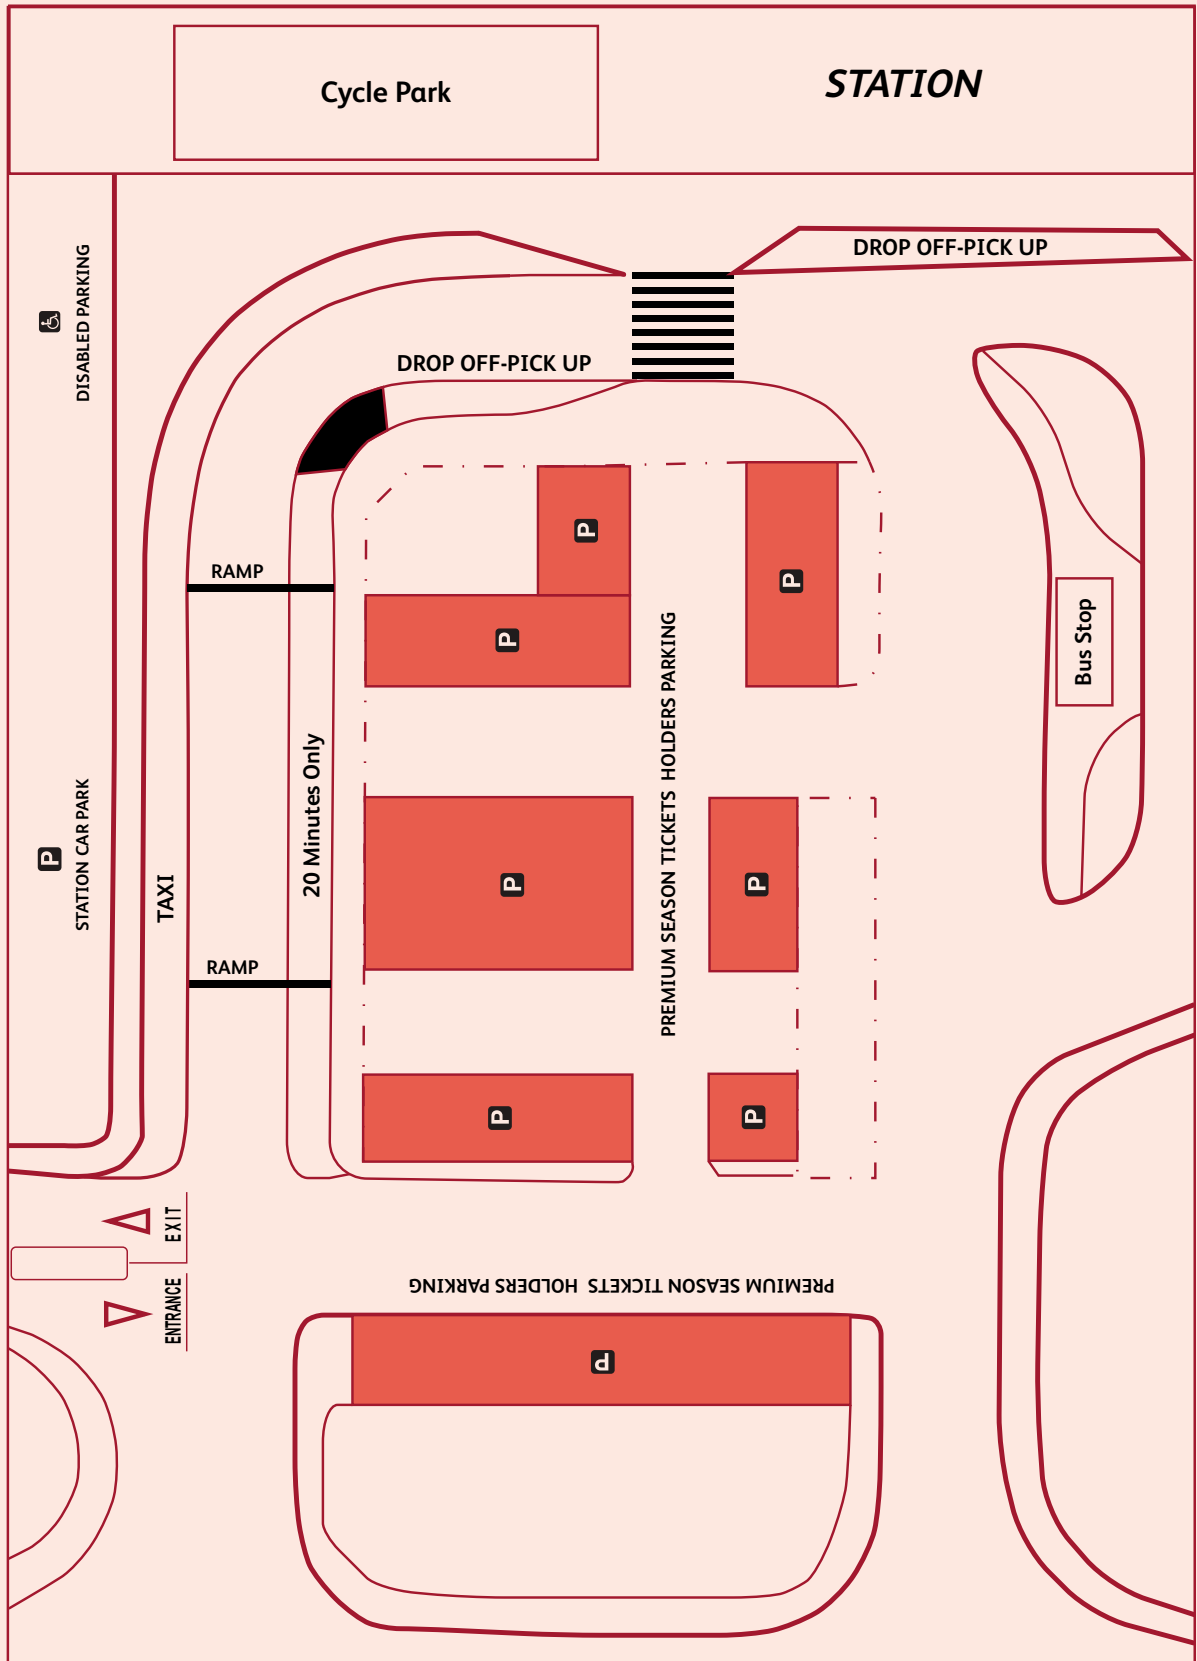 Cycle Park
STATION
DROP OFF-PICK UP
DISABLED PARKING
DROP OFF-PICK UP
P
RAMP
P
P
Bus Stop
P
PREMIUM SEASON TICKETS HOLDERS PARKING
20 Minutes Only
P
STATION CAR PARK
TAXI
P
P
RAMP
P
P
EXIT
ENTRANCE
PREMIUM SEASON TICKETS HOLDERS PARKING
P